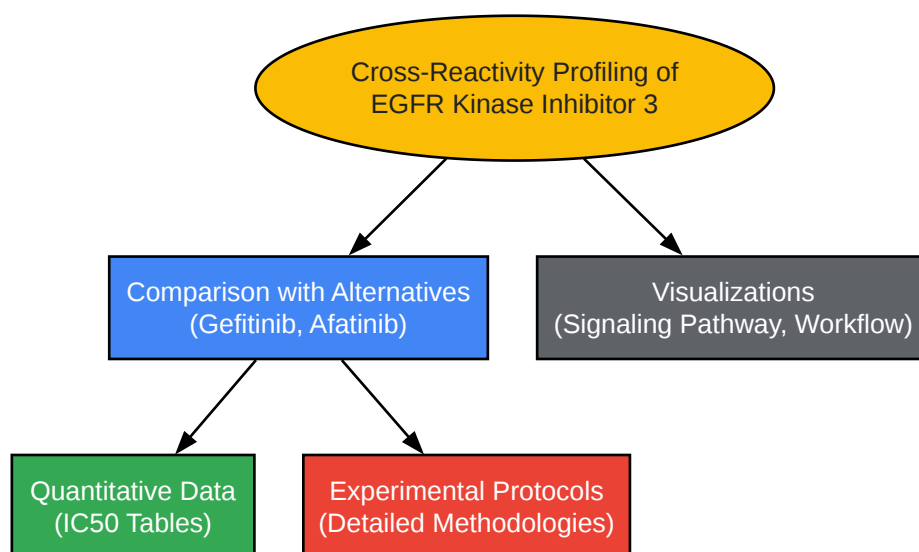 Cross-Reactivity Profiling of
EGFR Kinase Inhibitor 3
Comparison with Alternatives
(Gefitinib, Afatinib)
Visualizations
(Signaling Pathway, Workflow)
Quantitative Data
(IC50 Tables)
Experimental Protocols
(Detailed Methodologies)